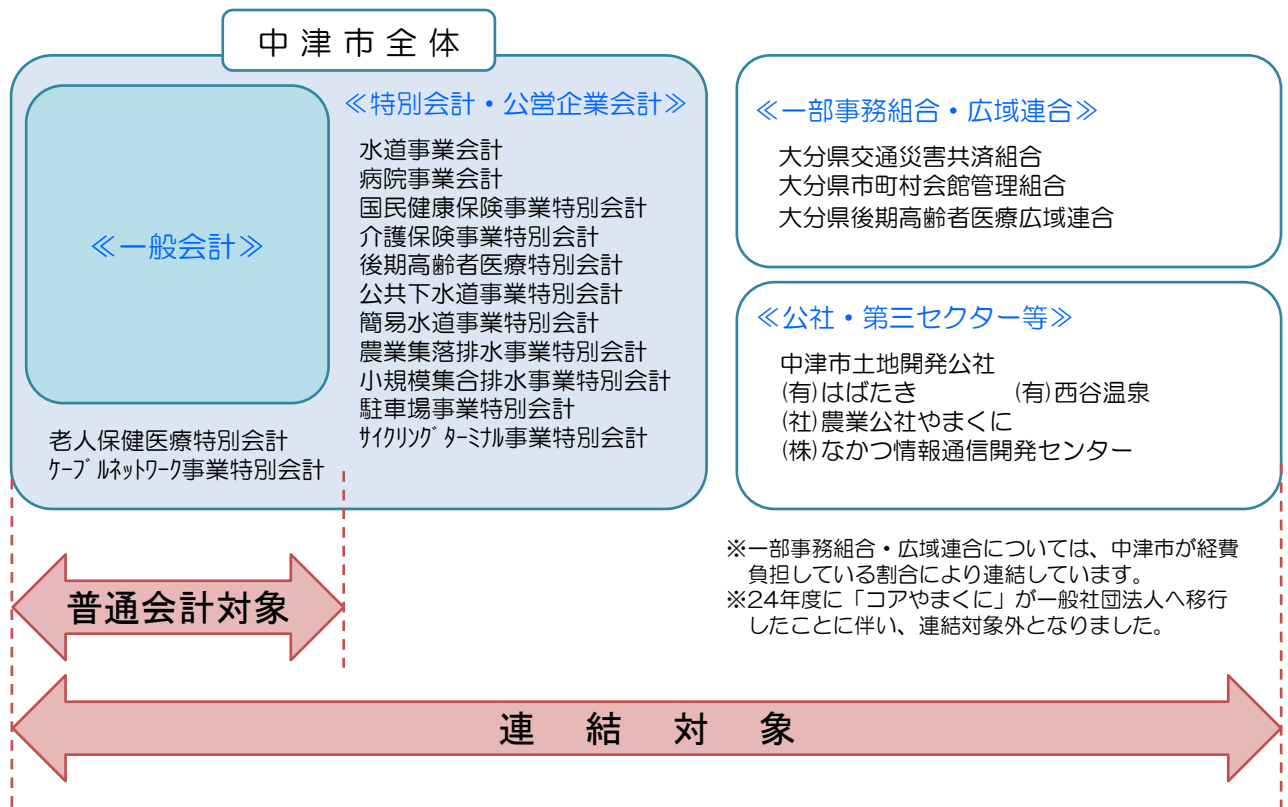 中津市全体
≪一般会計≫
老人保健医療特別会計
ｹｰﾌﾞﾙﾈｯﾄﾜｰｸ事業特別会計
≪特別会計・公営企業会計≫
水道事業会計
病院事業会計
国民健康保険事業特別会計
介護保険事業特別会計
後期高齢者医療特別会計
公共下水道事業特別会計
簡易水道事業特別会計
農業集落排水事業特別会計
小規模集合排水事業特別会計
駐車場事業特別会計
ｻｲｸﾘﾝｸﾞﾀｰﾐﾅﾙ事業特別会計
≪一部事務組合・広域連合≫
大分県交通災害共済組合
大分県市町村会館管理組合
大分県後期高齢者医療広域連合
≪公社・第三セクター等≫
中津市土地開発公社
(有)はばたき　　　(有)西谷温泉
(社)農業公社やまくに
(株)なかつ情報通信開発センター
※一部事務組合・広域連合については、中津市が経費
負担している割合により連結しています。
※24年度に「コアやまくに」が一般社団法人へ移行
したことに伴い、連結対象外となりました。
普通会計対象
連結対象